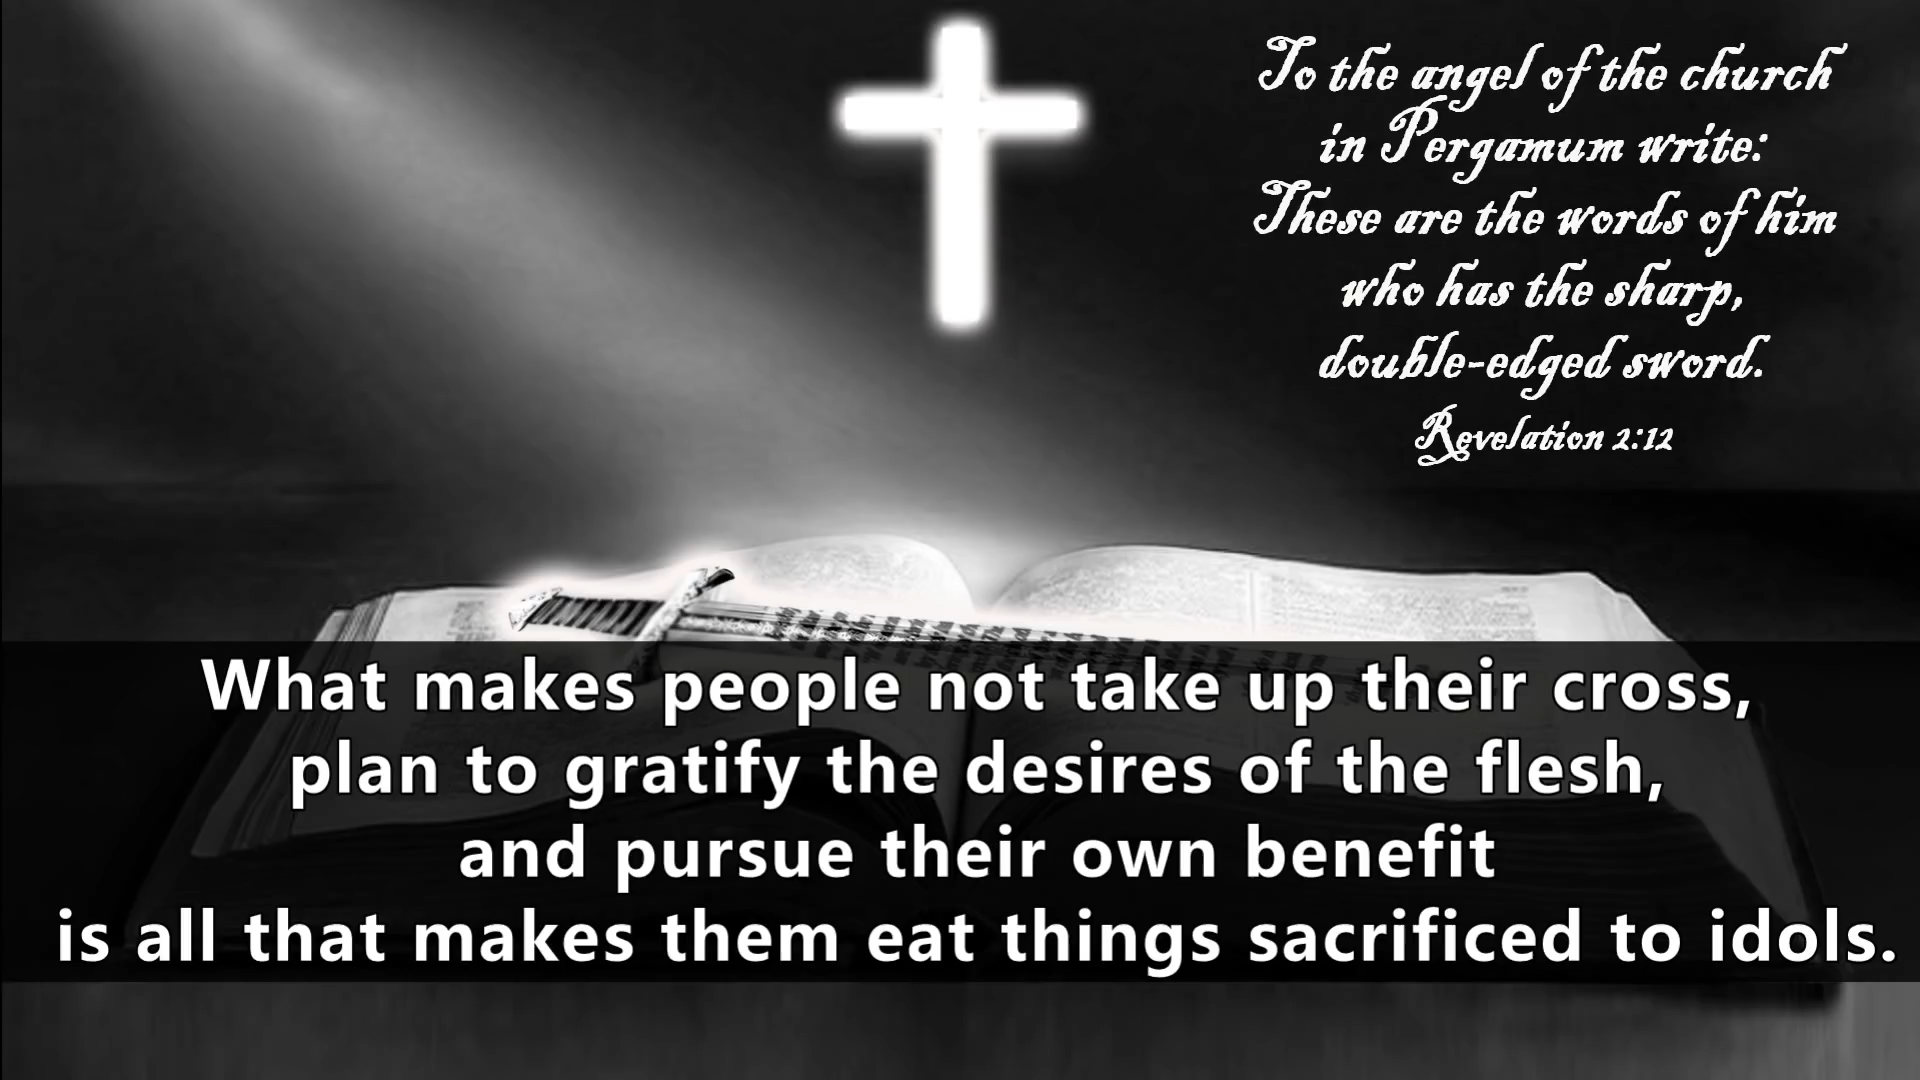 To the angel of the church
in Pergamum write:
These are the words of him
who has the sharp,
double-edged sword.
Revelation 2:12
What makes people not take up their cross,
plan to gratify the desires of the flesh,
and pursue their own benefit
is all that makes them eat things sacrificed to idols.